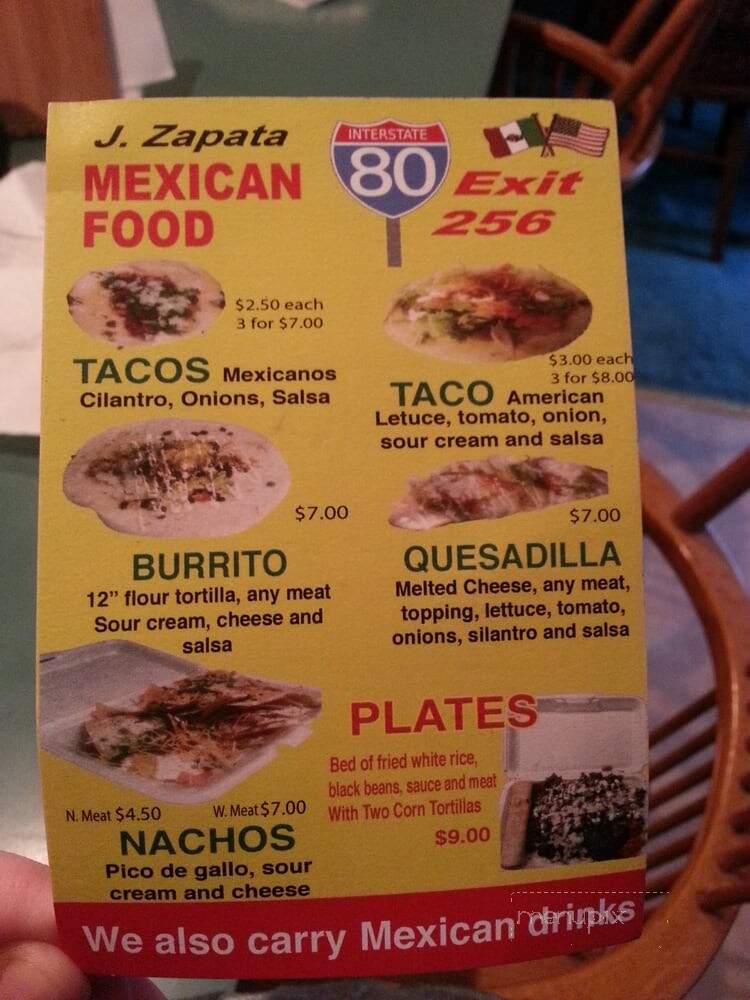 J. Zapata
MEXICAN
FOOD
INTERSTATE
80
Exit
256
$2.50 each
3 for $7.00
TACOS Mexicanos
Cilantro, Onions, Salsa
$3.00 each
3 for $8.00
TACO American
Letuce, tomato, onion,
sour cream and salsa
$7.00
BURRITO
12" flour tortilla, any meat
Sour cream, cheese and
salsa
$7.00
QUESADILLA
Melted Cheese, any meat,
topping, lettuce, tomato,
onions, silantro and salsa
N. Meat $4.50
W. Meat $7.00
NACHOS
Pico de gallo, sour
cream and cheese
PLATES
Bed of fried white rice,
black beans, sauce and meat
With Two Corn Tortillas
$9.00
We also carry Mexican drinks
menupix